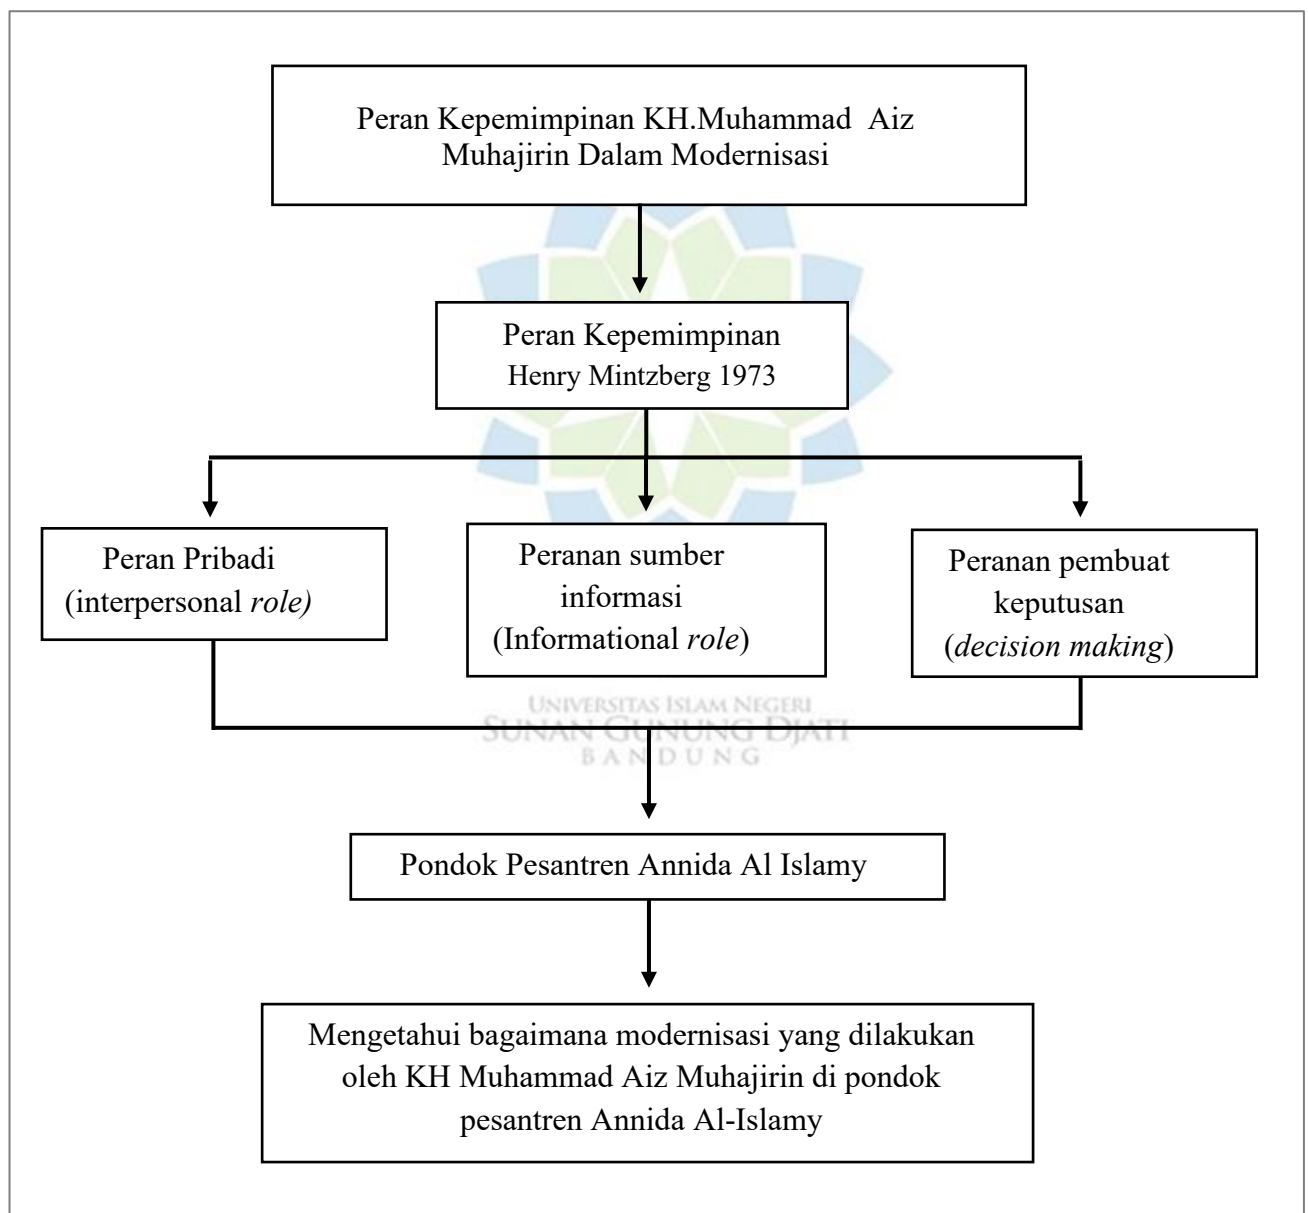 Peran Kepemimpinan KH.Muhammad Aiz
Muhajirin Dalam Modernisasi
Peran Kepemimpinan
Henry Mintzberg 1973
Peran Pribadi
(interpersonal role)
Peranan sumber
informasi
(Informational role)
Peranan pembuat
keputusan
(decision making)
UNIVERSITAS ISLAM NEGERI
SUNAN GUNUNG DJATI
BANDUNG
Pondok Pesantren Annida Al Islamy
Mengetahui bagaimana modernisasi yang dilakukan
oleh KH Muhammad Aiz Muhajirin di pondok
pesantren Annida Al-Islamy